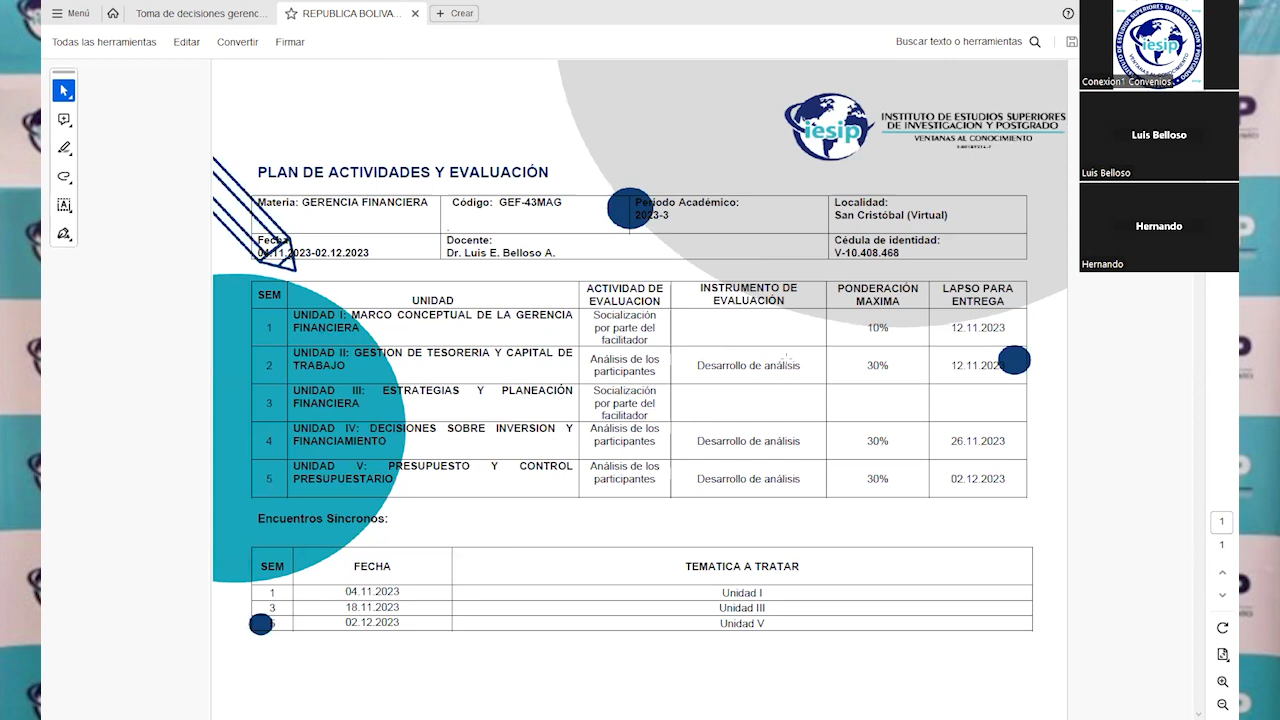 Menú
Toma de decisiones gerenc...
REPUBLICA BOLIVA...
Crear
Todas las herramientas
Editar
Convertir
Firmar
Buscar texto o herramientas
iesip
VENTANAS AL CONOCIMIENTO
Conexion1 Convenios...
Luis Belloso
Luis Belloso
Hernando
Hernando
iesip
INSTITUTO DE ESTUDIOS SUPERIORES
DE INVESTIGACION Y POSTGRADO
VENTANAS AL CONOCIMIENTO
PLAN DE ACTIVIDADES Y EVALUACIÓN
Materia: GERENCIA FINANCIERA
Código: GEF-43MAG
Periodo Académico:
2023-3
Localidad:
San Cristóbal (Virtual)
Fecha
04.11.2023-02.12.2023
Docente:
Dr. Luis E. Belloso A.
Cédula de identidad:
V-10.408.468
SEM
UNIDAD
ACTIVIDAD DE
EVALUACION
INSTRUMENTO DE
EVALUACIÓN
PONDERACIÓN
MAXIMA
LAPSO PARA
ENTREGA
1
UNIDAD I: MARCO CONCEPTUAL DE LA GERENCIA
FINANCIERA
Socialización
por parte del
facilitador
10%
12.11.2023
2
UNIDAD II: GESTION DE TESORERIA Y CAPITAL DE
TRABAJO
Análisis de los
participantes
Desarrollo de análisis
30%
12.11.2023
3
UNIDAD III: ESTRATEGIAS Y PLANEACIÓN
FINANCIERA
Socialización
por parte del
facilitador
4
UNIDAD IV: DECISIONES SOBRE INVERSION Y
FINANCIAMIENTO
Análisis de los
participantes
Desarrollo de análisis
30%
26.11.2023
5
UNIDAD V: PRESUPUESTO Y CONTROL
PRESUPUESTARIO
Análisis de los
participantes
Desarrollo de análisis
30%
02.12.2023
Encuentros Síncronos:
SEM
FECHA
TEMATICA A TRATAR
1
04.11.2023
Unidad I
3
18.11.2023
Unidad III
02.12.2023
Unidad V
1
1